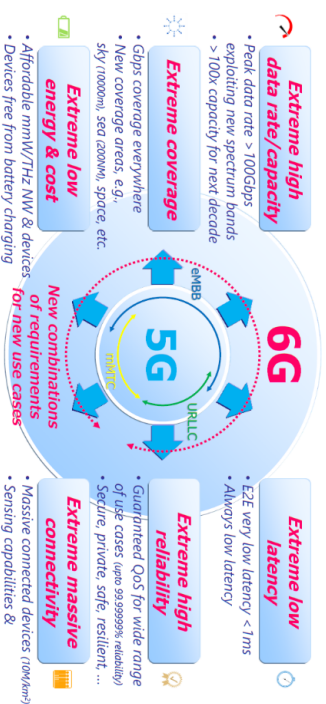 Extreme high
data rate/capacity
• Peak data rate > 100Gbps
exploiting new spectrum bands
• > 100x capacity for next decade
Extreme coverage
• Gbps coverage everywhere
• New coverage areas, e.g.,
sky (10000m), sea (200NM), space, etc.
Extreme low
energy & cost
• Affordable mmW/THz NW & devices
• Devices free from battery charging
6G
5G
eMBB
URLLC
mMTC
New combinations
of requirements
for new use cases
Extreme low
latency
• E2E very low latency < 1ms
• Always low latency
Extreme high
reliability
• Guaranteed QoS for wide range
of use cases (upto 99.99999% reliability)
• Secure, private, safe, resilient, ...
Extreme massive
connectivity
• Massive connected devices (10M/km²)
• Sensing capabilities &